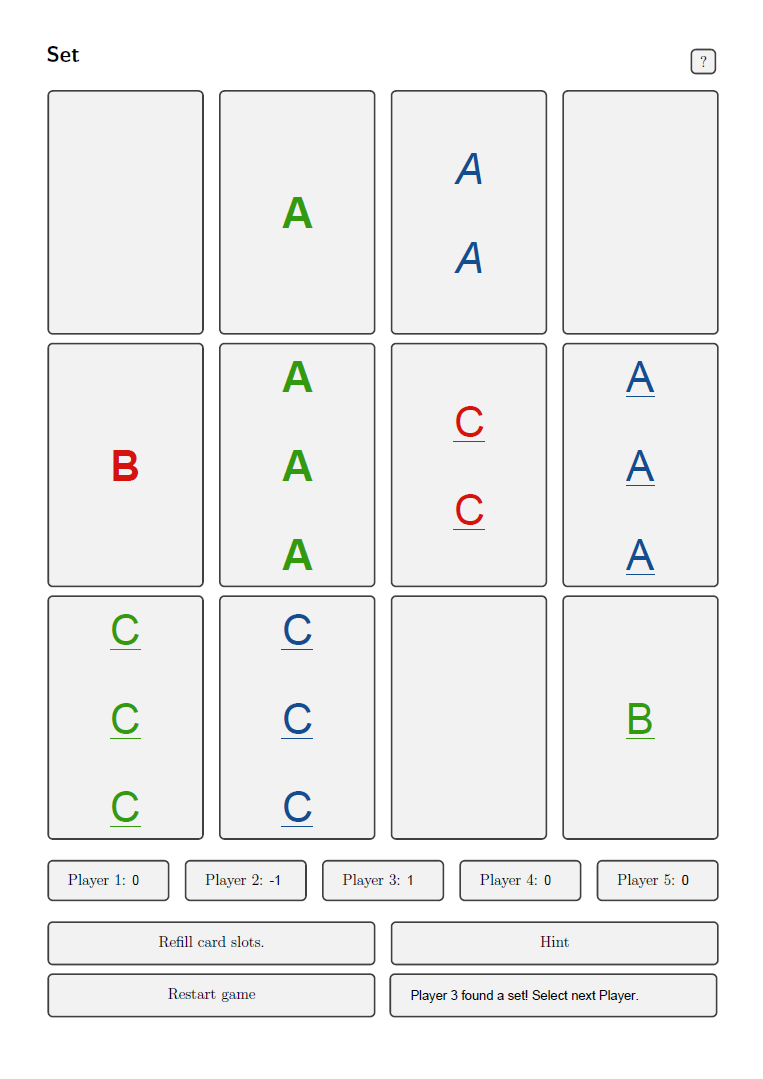 Set
?
A
A
A
B
A
A
A
C
C
A
A
A
C
C
C
C
C
C
B
Player 1: 0
Player 2: -1
Player 3: 1
Player 4: 0
Player 5: 0
Refill card slots.
Hint
Restart game
Player 3 found a set! Select next Player.